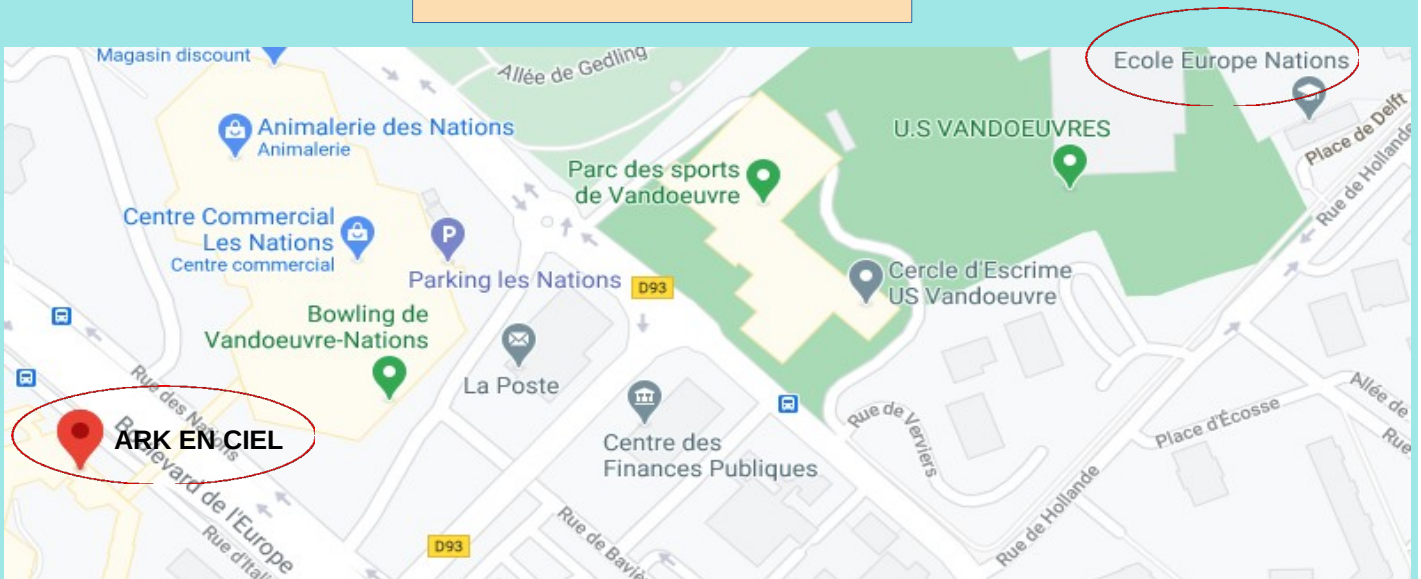 Magasin discount
Allée de Gedling
Ecole Europe Nations
Animalerie des Nations
Animalerie
U.S VANDOEUVRES
Place de Delft
Rue de Hollande
Parc des sports
de Vandoeuvre
Centre Commercial
Les Nations
Centre commercial
P
Parking les Nations
D93
Cercle d'Escrime
US Vandoeuvre
Bowling de
Vandoeuvre-Nations
La Poste
Rue des Nations
ARK EN CIEL
Boulevard de l'Europe
Centre des
Finances Publiques
Rue de Verviers
Place d'Écosse
Allée de
Rue
Rue de Hollande
D93
Rue de Baviè
Rue d'Itali